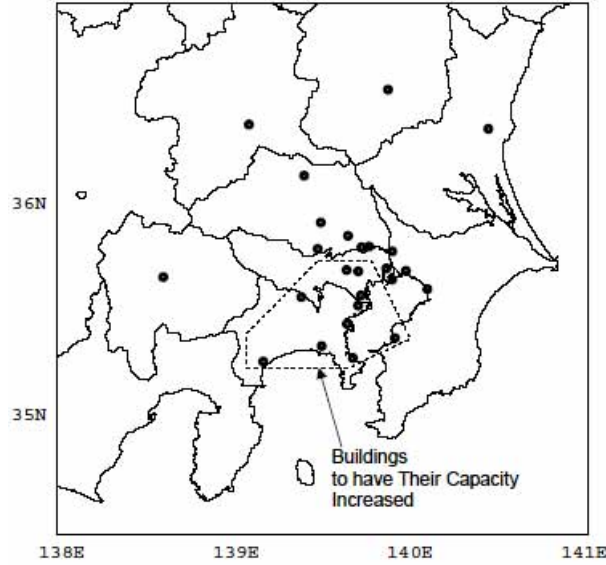 36N
35N
Buildings
to have Their Capacity
Increased
138E 139E 140E 141E